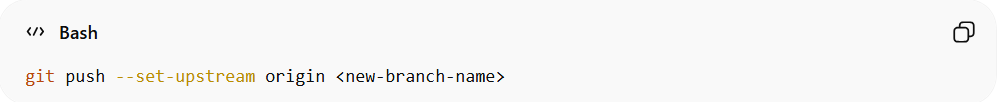 Bash
git push --set-upstream origin <new-branch-name>